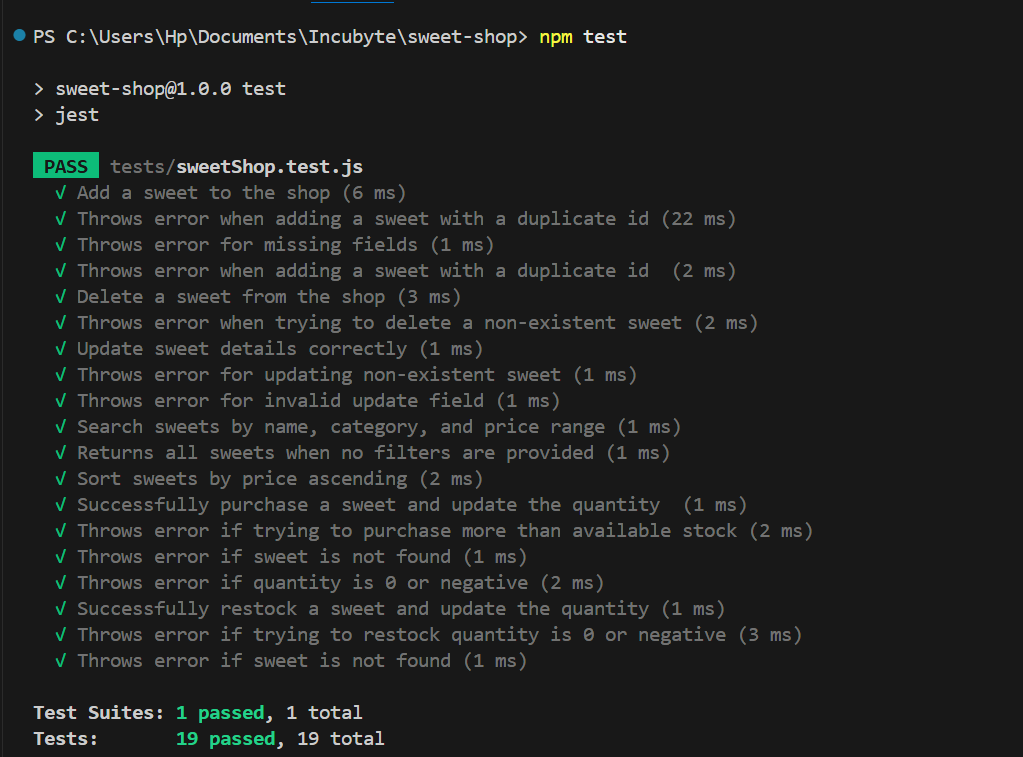 PS C:\Users\Hp\Documents\Incubyte\sweet-shop> npm test
> sweet-shop@1.0.0 test
> jest
PASS tests/sweetShop.test.js
√ Add a sweet to the shop (6 ms)
√ Throws error when adding a sweet with a duplicate id (22 ms)
√ Throws error for missing fields (1 ms)
√ Throws error when adding a sweet with a duplicate id  (2 ms)
√ Delete a sweet from the shop (3 ms)
√ Throws error when trying to delete a non-existent sweet (2 ms)
√ Update sweet details correctly (1 ms)
√ Throws error for updating non-existent sweet (1 ms)
√ Throws error for invalid update field (1 ms)
√ Search sweets by name, category, and price range (1 ms)
√ Returns all sweets when no filters are provided (1 ms)
√ Sort sweets by price ascending (2 ms)
√ Successfully purchase a sweet and update the quantity  (1 ms)
√ Throws error if trying to purchase more than available stock (2 ms)
√ Throws error if sweet is not found (1 ms)
√ Throws error if quantity is 0 or negative (2 ms)
√ Successfully restock a sweet and update the quantity (1 ms)
√ Throws error if trying to restock quantity is 0 or negative (3 ms)
√ Throws error if sweet is not found (1 ms)
Test Suites: 1 passed, 1 total
Tests: 19 passed, 19 total